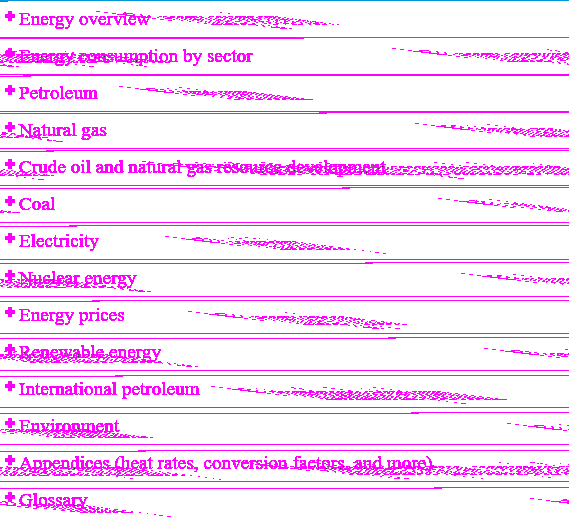 Energy overview
Energy consumption by sector
Petroleum
Natural gas
Crude oil and natural gas resource development
Coal
Electricity
Nuclear energy
Energy prices
Renewable energy
International petroleum
Environment
Appendices (heat rates, conversion factors, and more)
Glossary